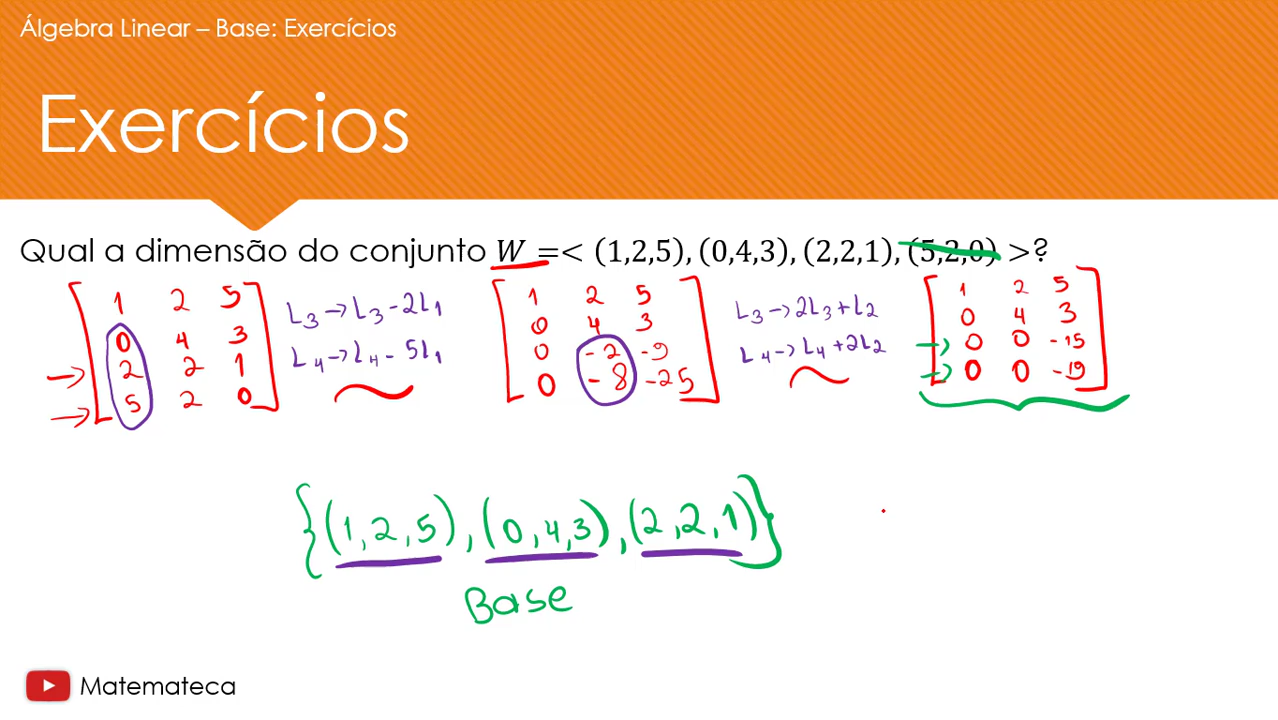 Álgebra Linear – Base: Exercícios
Exercícios
Qual a dimensão do conjunto W =< (1,2,5), (0,4,3), (2,2,1), (5,2,0) >?
1 2 5
0 4 3
2 2 1
5 2 0
L3→L3-2L1
L4→L4-5L1
1 2 5
0 4 3
0 -2 -9
0 -8 -25
L3→2L3+L2
L4→L4+2L2
1 2 5
0 4 3
0 0 -15
0 0 -19
{(1,2,5),(0,4,3),(2,2,1)}
Base
Matemateca